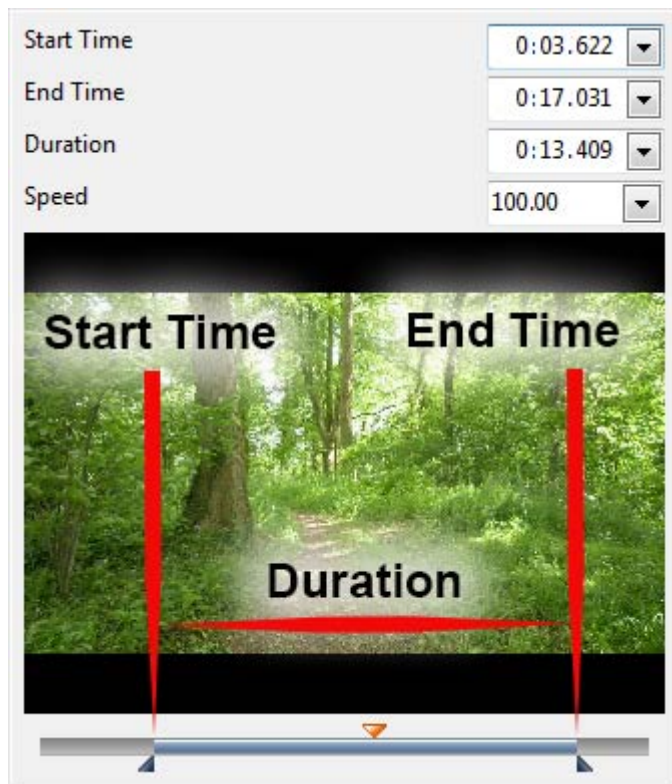 Start Time 0:03.622
End Time 0:17.031
Duration 0:13.409
Speed 100.00
Start Time End Time
Duration